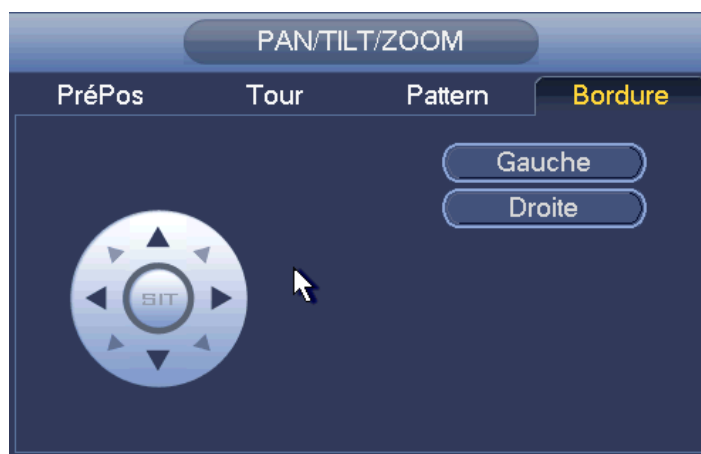 PAN/TILT/ZOOM
PréPos Tour Pattern Bordure
Gauche
Droite
SIT